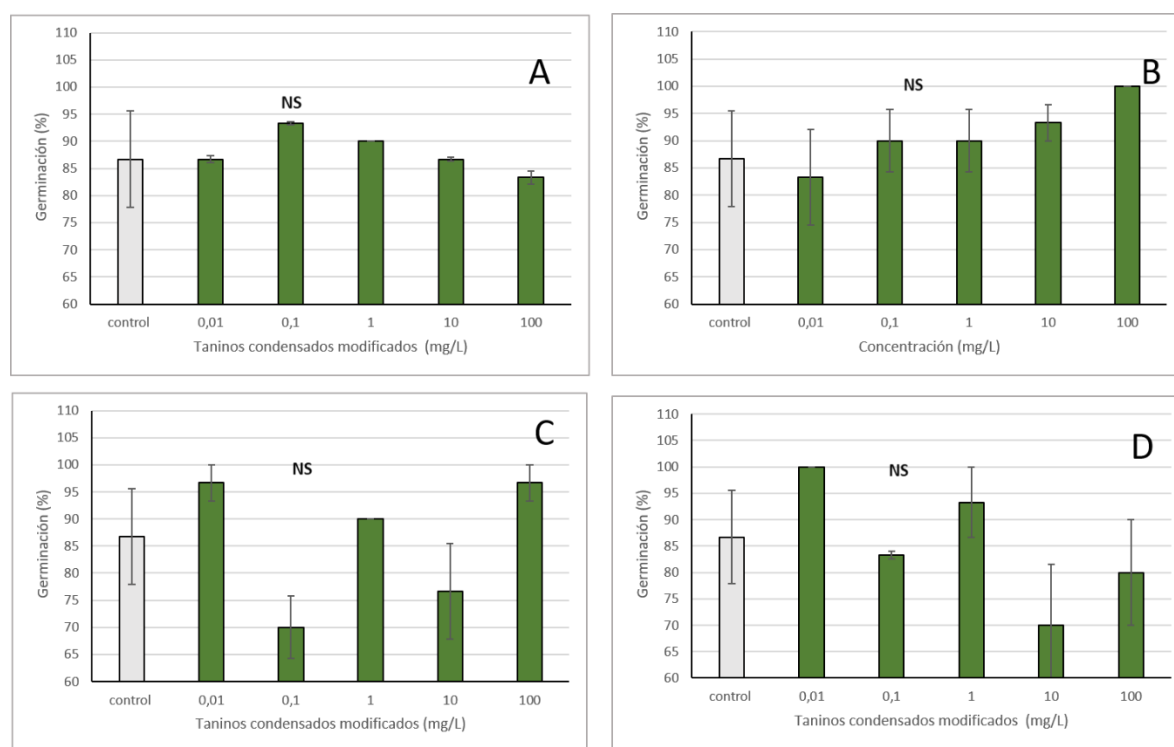 A
NS
Germinación (%)
110
105
100
95
90
85
80
75
70
65
60
control 0,01 0,1 1 10 100
Taninos condensados modificados (mg/L)
B
NS
Germinación (%)
110
105
100
95
90
85
80
75
70
65
60
control 0,01 0,1 1 10 100
Concentración (mg/L)
C
NS
Germinación (%)
110
105
100
95
90
85
80
75
70
65
60
control 0,01 0,1 1 10 100
Taninos condensados modificados (mg/L)
D
NS
Germinación (%)
110
105
100
95
90
85
80
75
70
65
60
control 0,01 0,1 1 10 100
Taninos condensados modificados (mg/L)